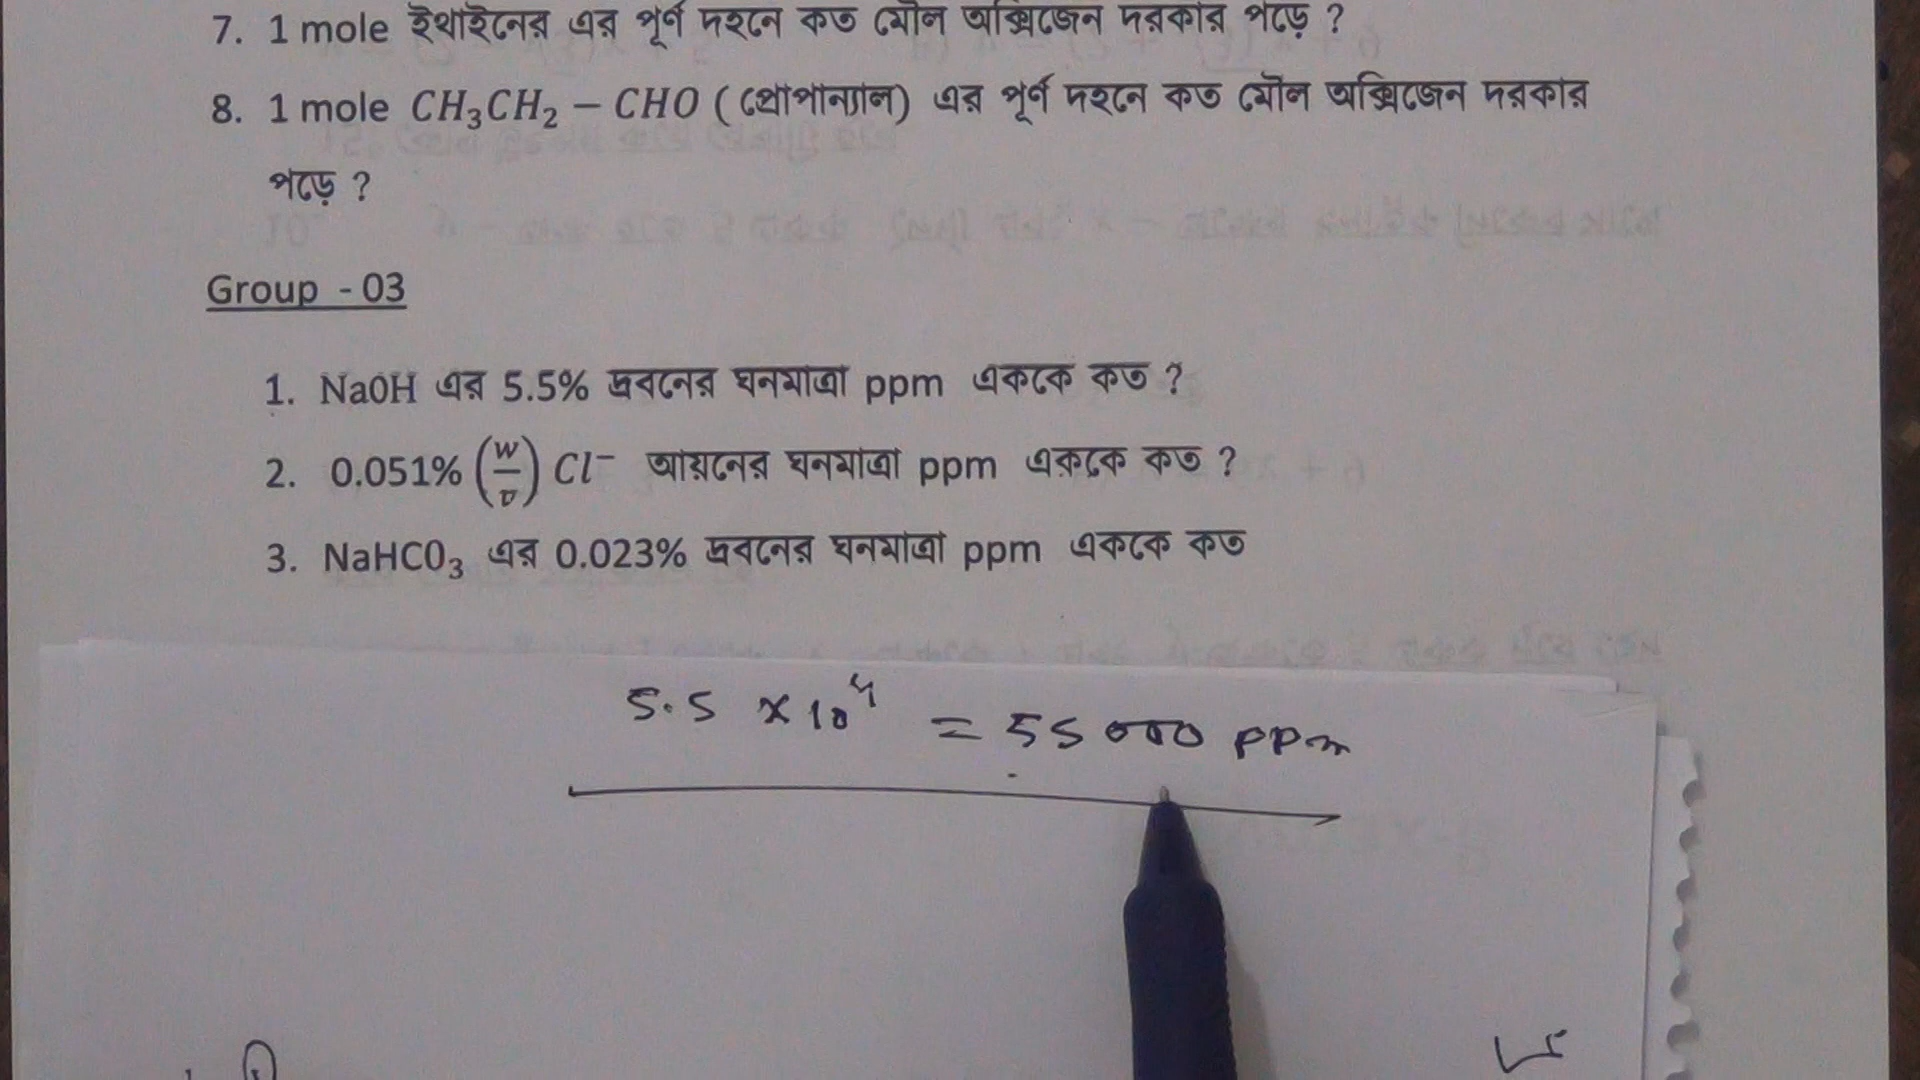 7. 1 mole ইথাইনের এর পূর্ণ দহনে কত মৌল অক্সিজেন দরকার পড়ে ?
8. 1 mole CH₃CH₂ − CHO ( প্রোপান্যাল) এর পূর্ণ দহনে কত মৌল অক্সিজেন দরকার
পড়ে ?
Group - 03
1. NaOH এর 5.5% দ্রবনের ঘনমাত্রা ppm এককে কত ?
2. 0.051% (W/v) Cl⁻ আয়নের ঘনমাত্রা ppm এককে কত ?
3. NaHCO₃ এর 0.023% দ্রবনের ঘনমাত্রা ppm এককে কত
5.5 × 10⁴ = 55000 ppm